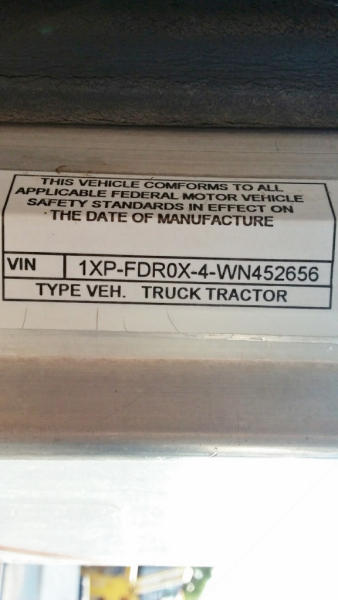 THIS VEHICLE COMFORMS TO ALL
APPLICABLE FEDERAL MOTOR VEHICLE
SAFETY STANDARDS IN EFFECT ON
THE DATE OF MANUFACTURE
VIN 1XP-FDR0X-4-WN452656
TYPE VEH. TRUCK TRACTOR